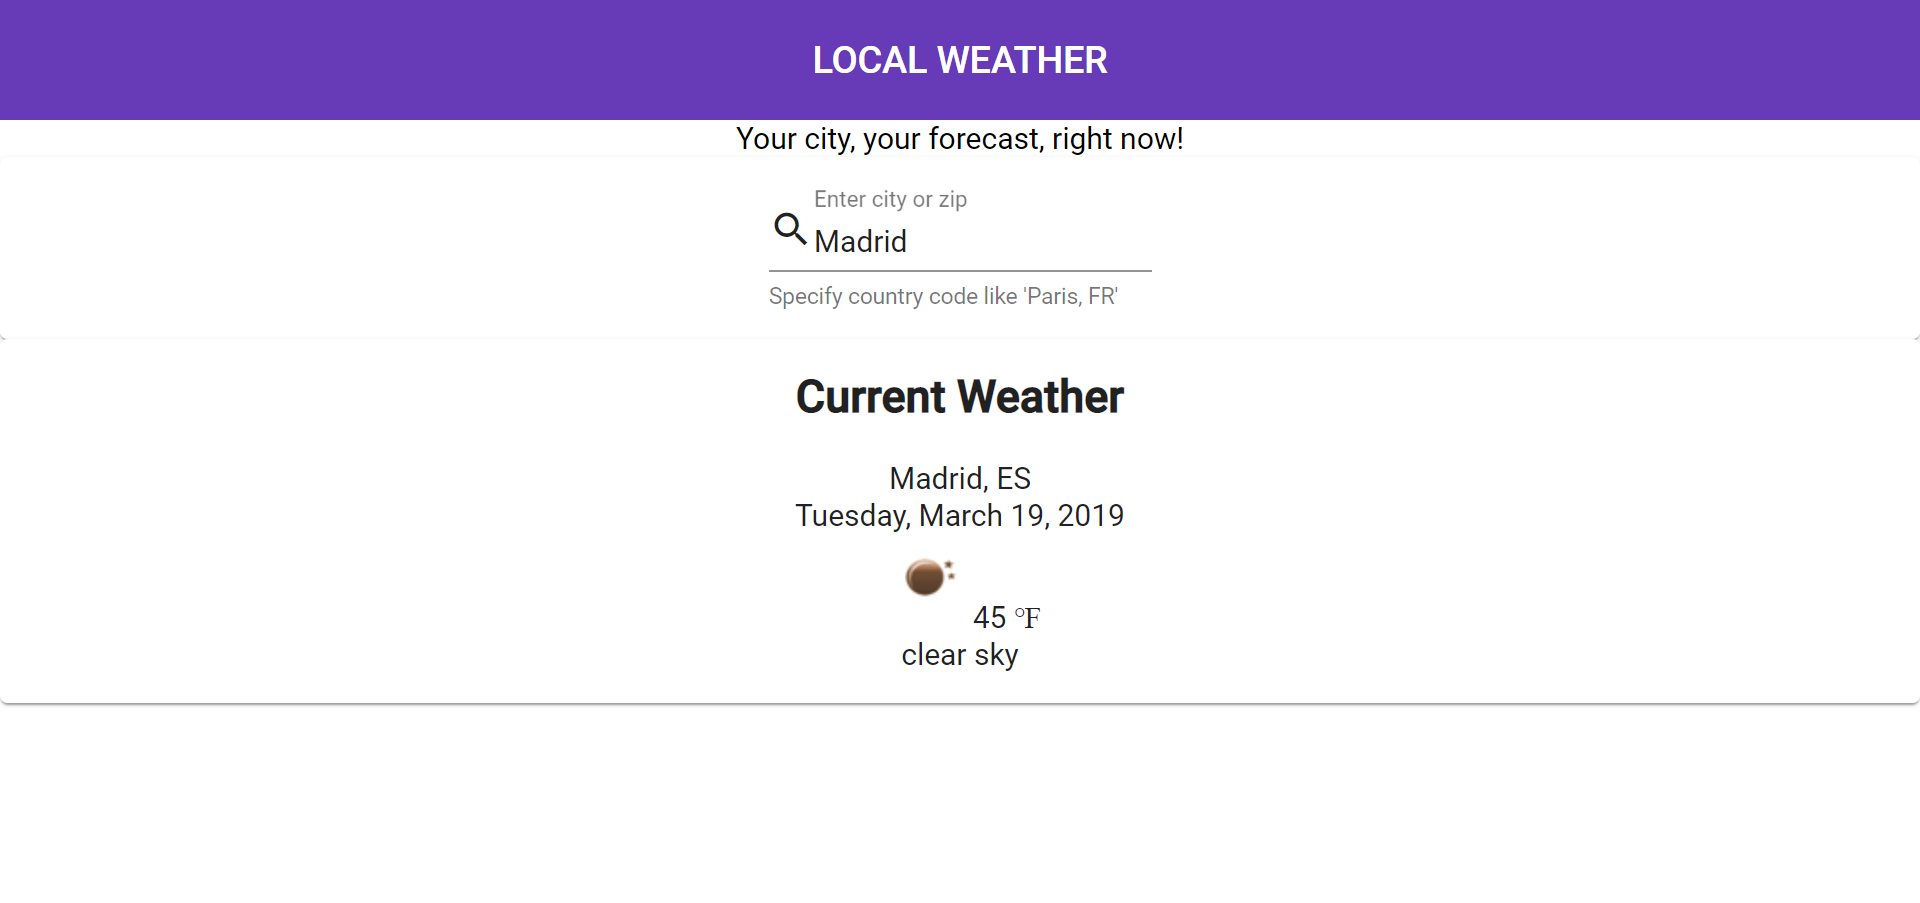 LOCAL WEATHER
Your city, your forecast, right now!
Enter city or zip
Madrid
Specify country code like 'Paris, FR'
Current Weather
Madrid, ES
Tuesday, March 19, 2019
45 ℉
clear sky